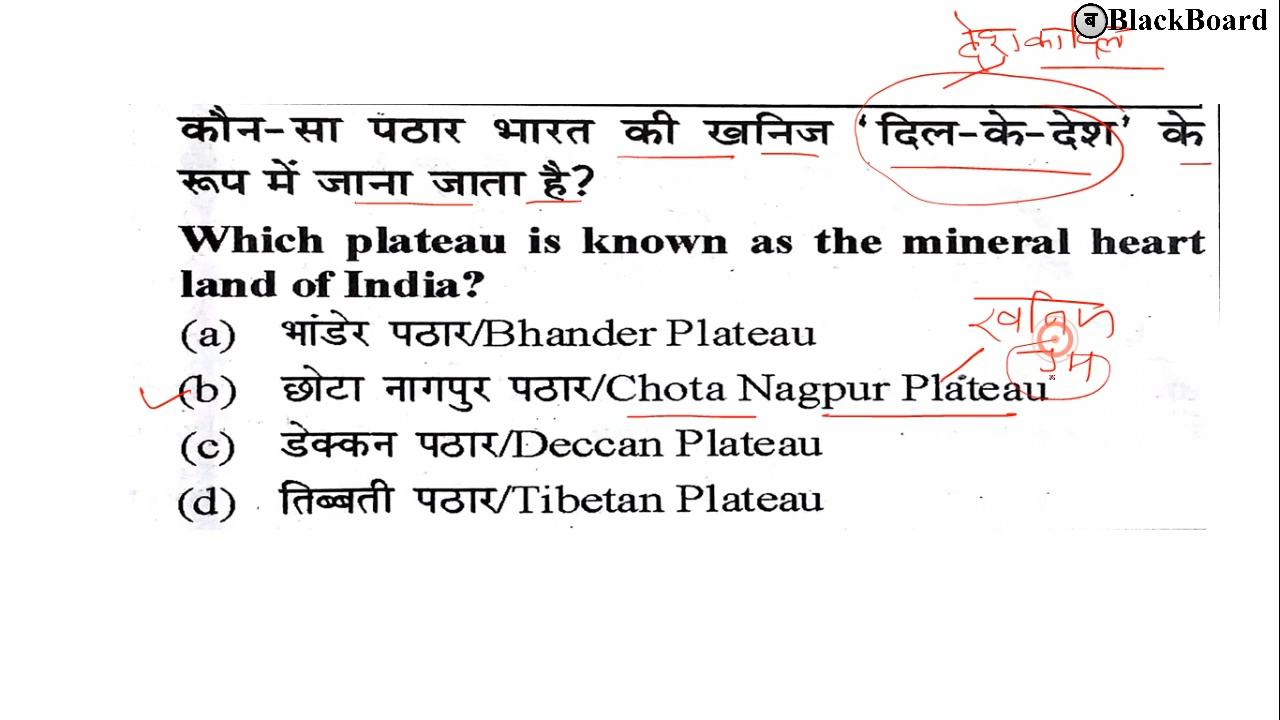 ब BlackBoard
देश का दिल
कौन-सा पठार भारत की खनिज 'दिल-के-देश' के
रूप में जाना जाता है?
Which plateau is known as the mineral heart
land of India?
(a) भांडेर पठार/Bhander Plateau
खनिज
(b) छोटा नागपुर पठार/Chota Nagpur Plateau
(c) डेक्कन पठार/Deccan Plateau
(d) तिब्बती पठार/Tibetan Plateau